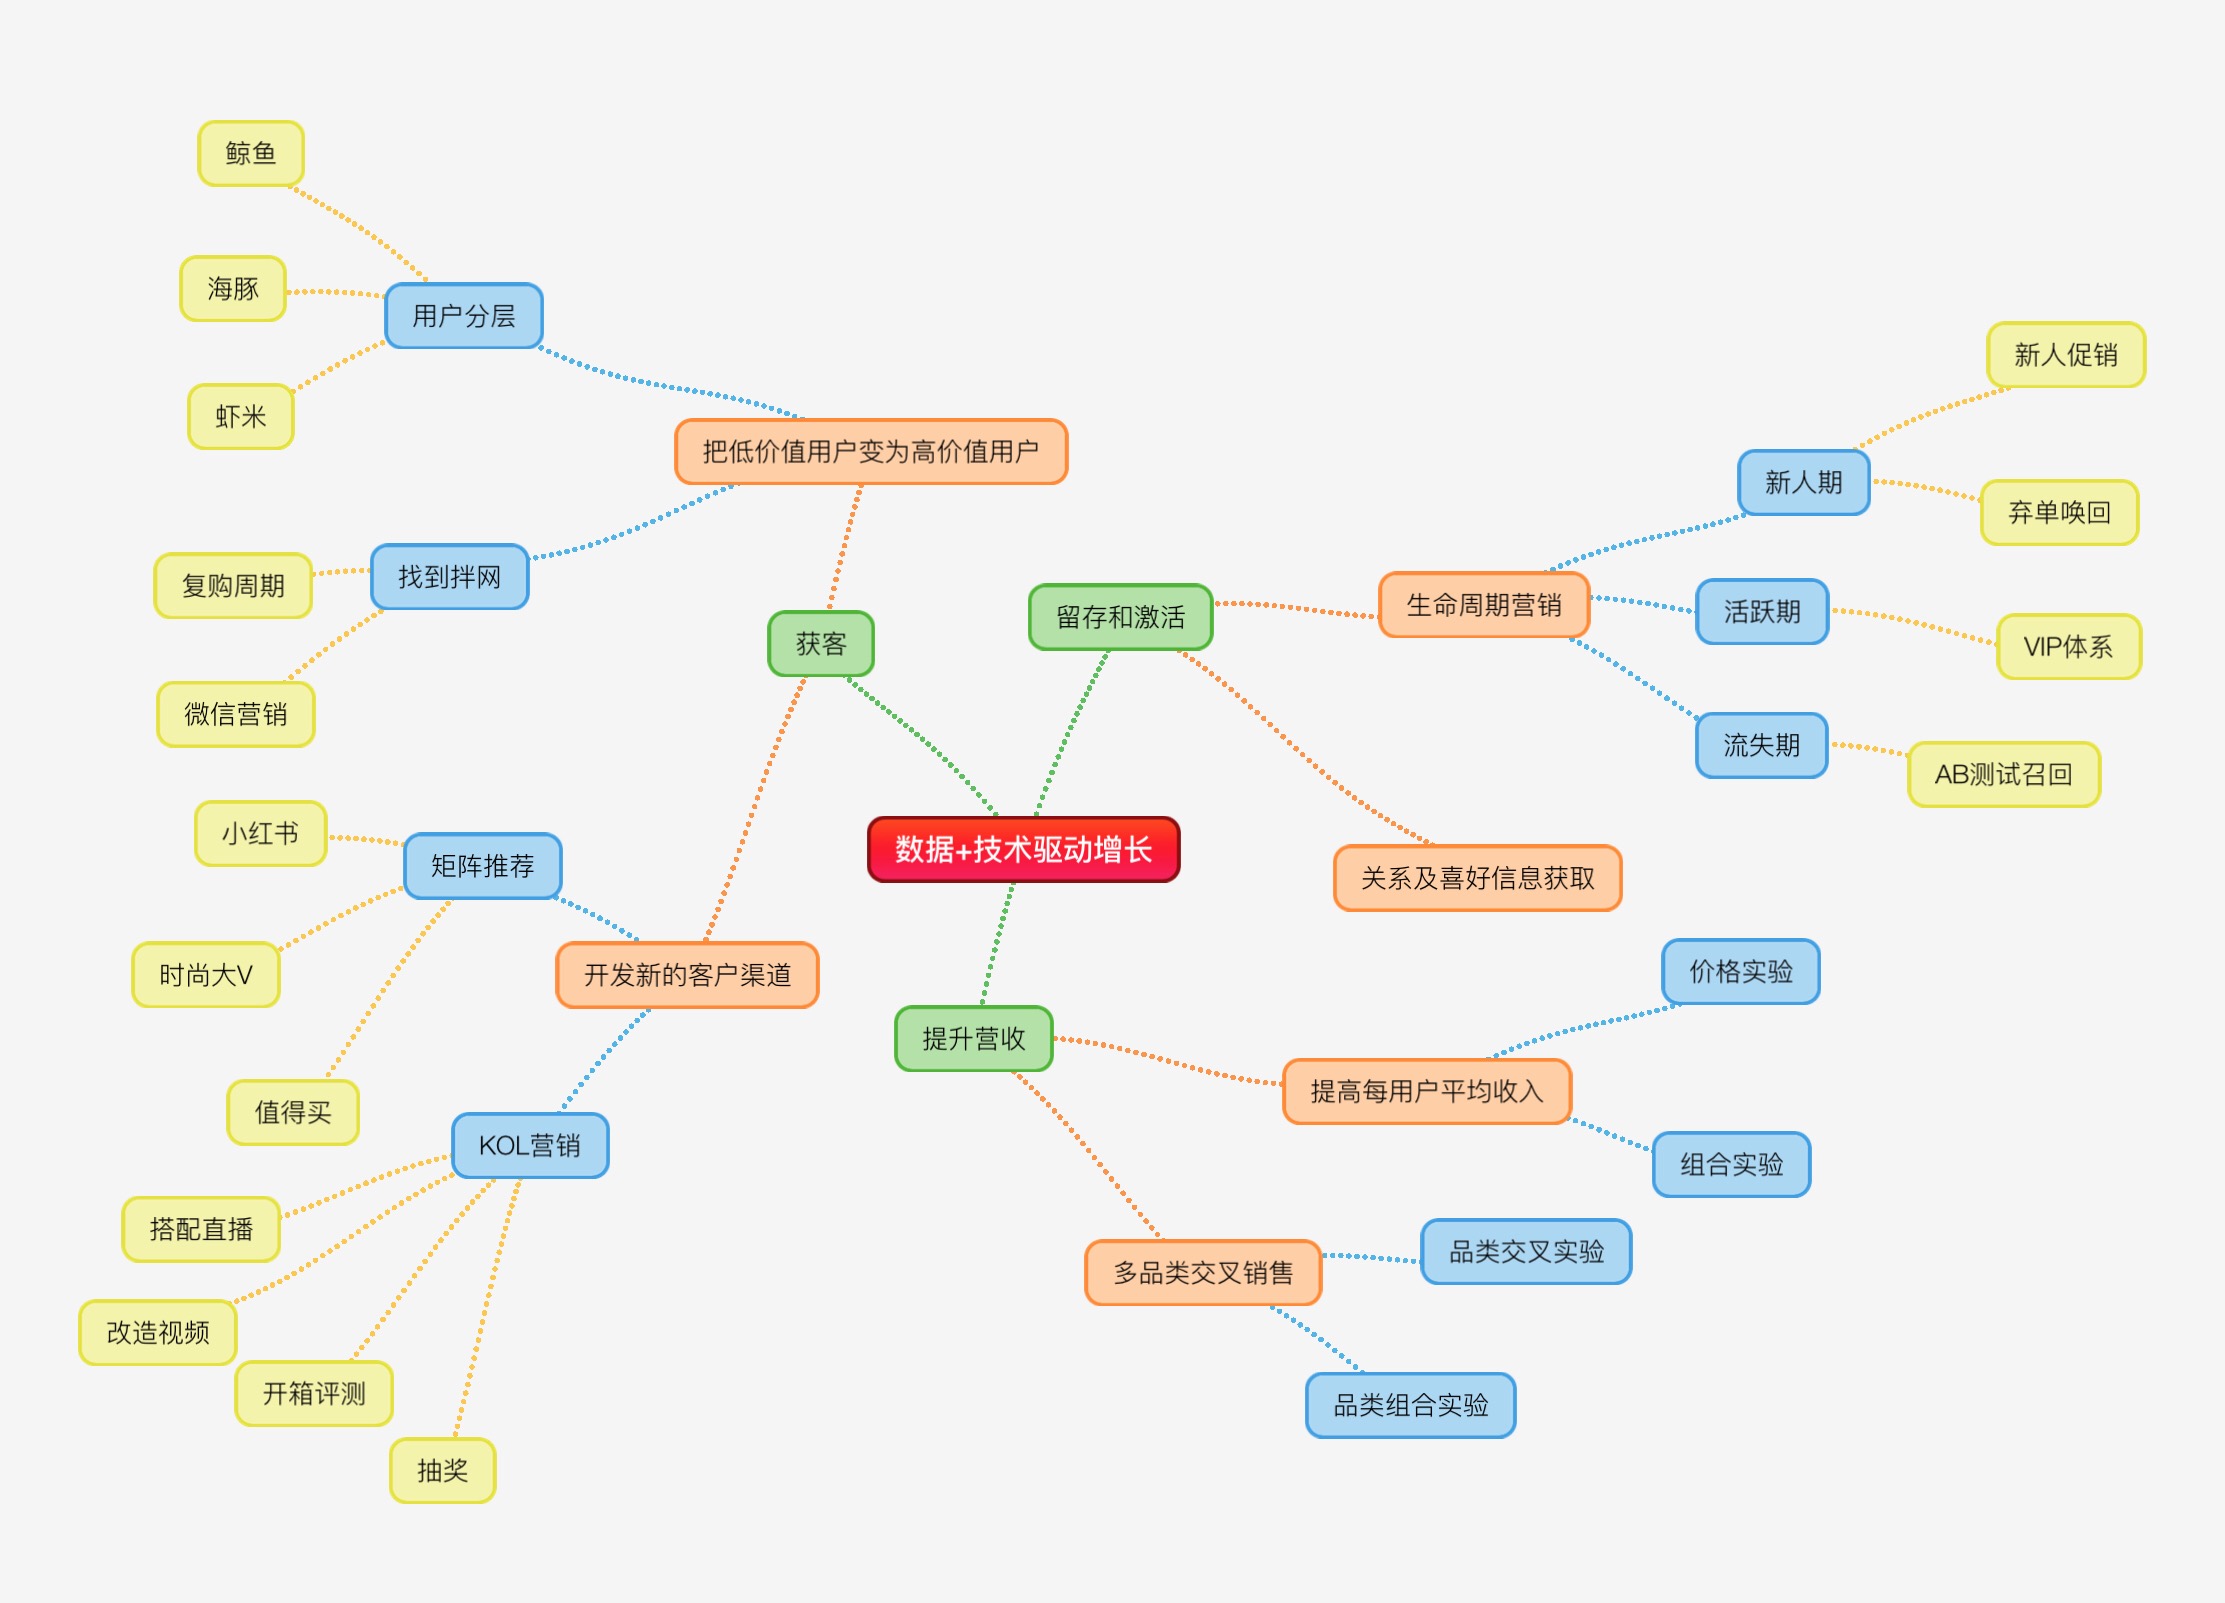 数据+技术驱动增长
获客
把低价值用户变为高价值用户
用户分层
鲸鱼
海豚
虾米
找到拌网
复购周期
微信营销
开发新的客户渠道
矩阵推荐
小红书
时尚大V
值得买
KOL营销
搭配直播
改造视频
开箱评测
抽奖
留存和激活
生命周期营销
新人期
新人促销
弃单唤回
活跃期
VIP体系
流失期
AB测试召回
关系及喜好信息获取
提升营收
提高每用户平均收入
价格实验
组合实验
多品类交叉销售
品类交叉实验
品类组合实验